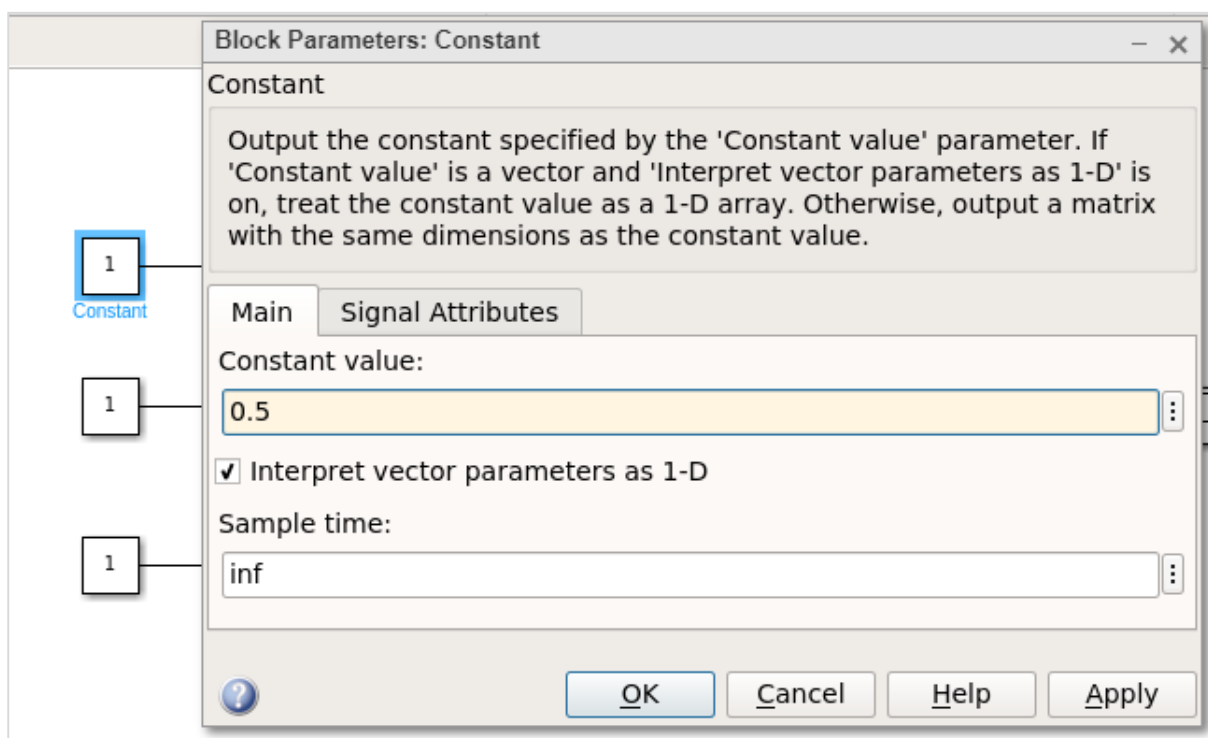 Block Parameters: Constant
Constant
Output the constant specified by the 'Constant value' parameter. If
'Constant value' is a vector and 'Interpret vector parameters as 1-D' is
on, treat the constant value as a 1-D array. Otherwise, output a matrix
with the same dimensions as the constant value.
1
Constant
Main
Signal Attributes
Constant value:
1
0.5
Interpret vector parameters as 1-D
Sample time:
1
inf
OK
Cancel
Help
Apply